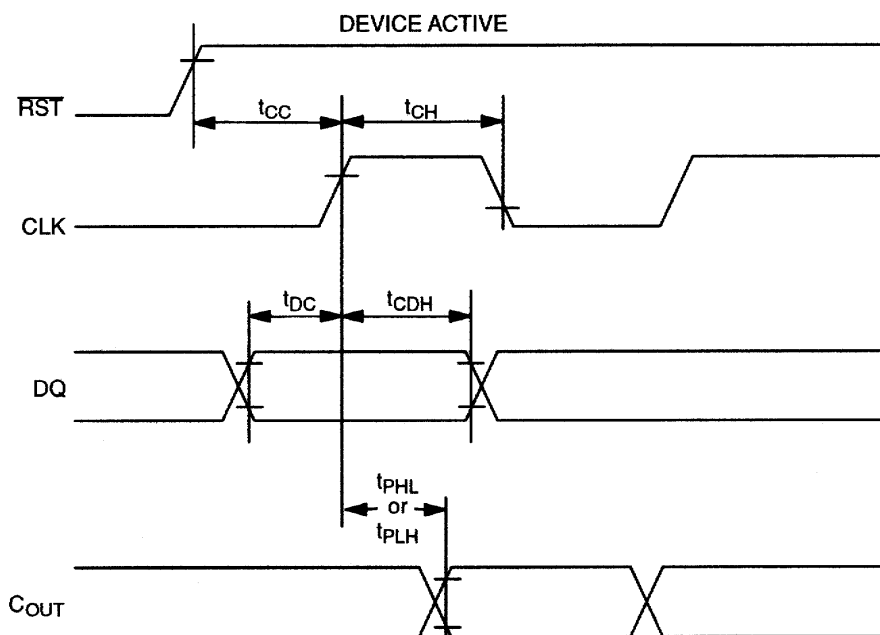 DEVICE ACTIVE
RST
tCC
tCH
CLK
tDC
tCDH
DQ
tPHL
or
tPLH
COUT